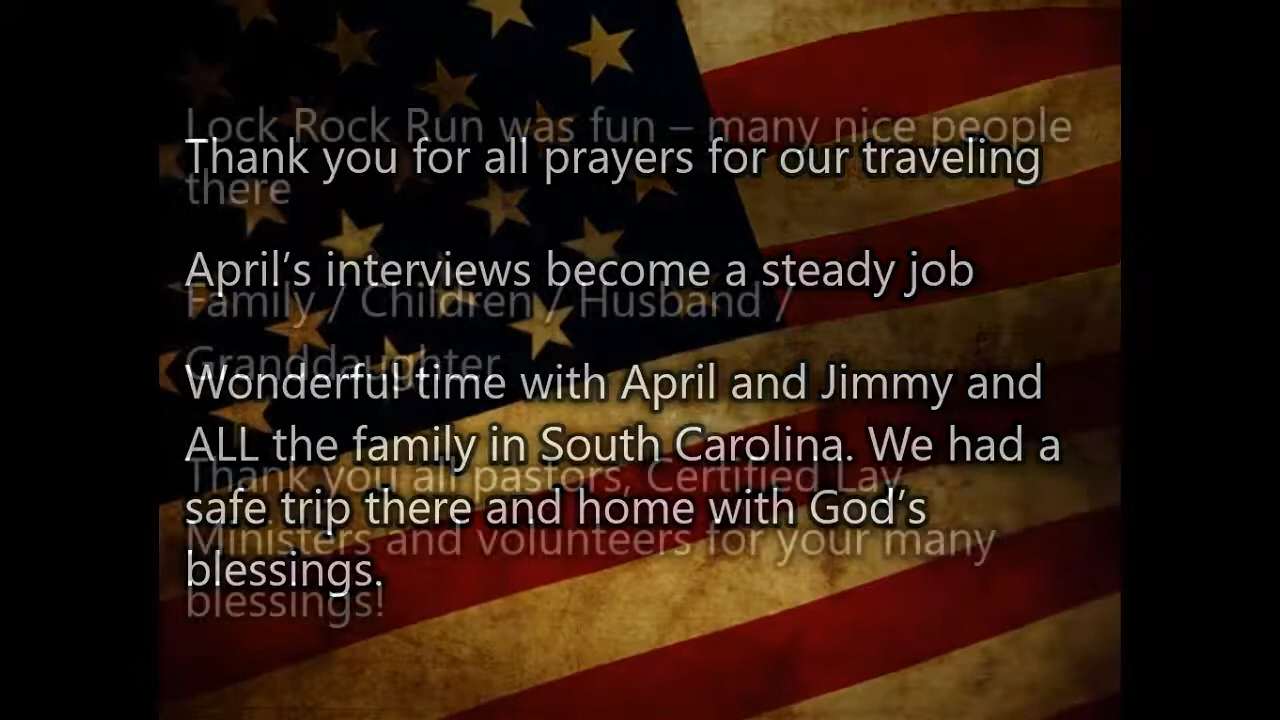 Lock Rock Run was fun – many nice people
Thank you for all prayers for our traveling
there
April’s interviews become a steady job
Family / Children / Husband /
Granddaughter
Wonderful time with April and Jimmy and
ALL the family in South Carolina. We had a
Thank you all pastors, Certified Lay
safe trip there and home with God’s
Ministers and volunteers for your many
blessings.
blessings!